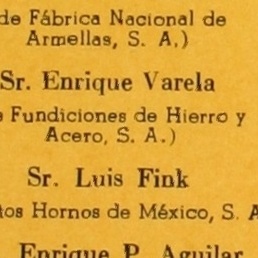 de Fábrica Nacional de
Armellas, S. A.)
Sr. Enrique Varela
Fundiciones de Hierro y
Acero, S. A.)
Sr. Luis Fink
Hornos de México, S. A
Enrique P. Aguilar